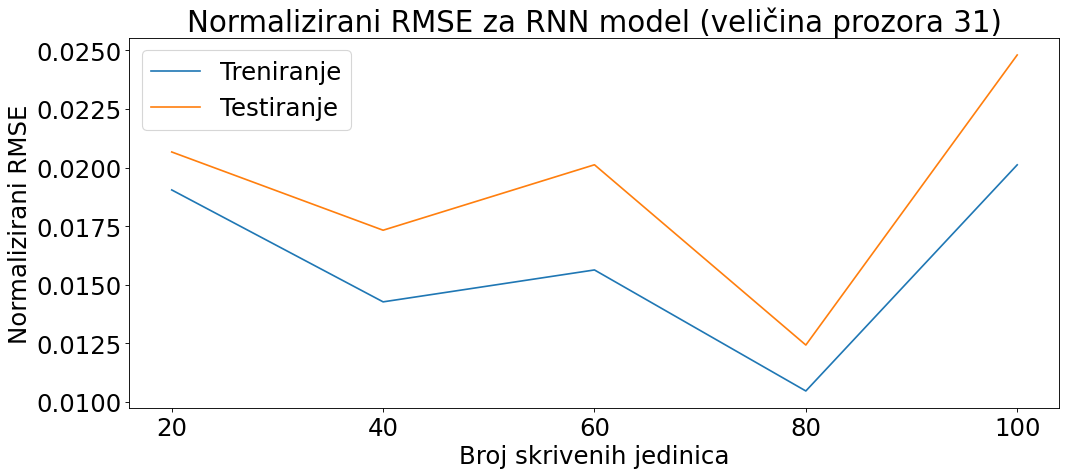 Normalizirani RMSE za RNN model (veličina prozora 31)
Normalizirani RMSE
0.0250
0.0225
0.0200
0.0175
0.0150
0.0125
0.0100
Treniranje
Testiranje
20 40 60 80 100
Broj skrivenih jedinica